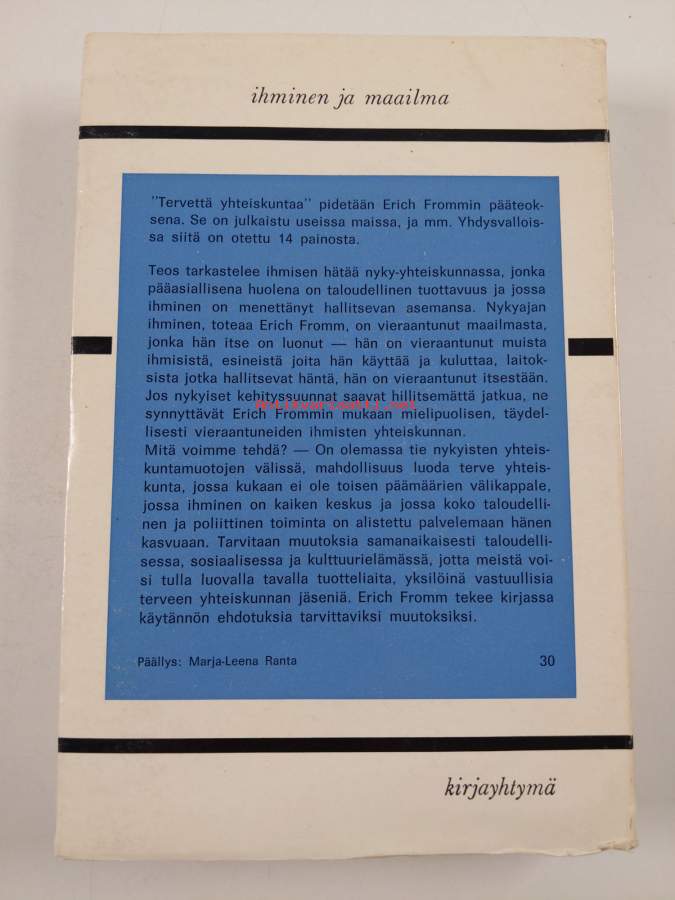 ihminen ja maailma
"Tervettä yhteiskuntaa" pidetään Erich Frommin pääteok-
sena. Se on julkaistu useissa maissa, ja mm. Yhdysvallois-
sa siitä on otettu 14 painosta.
Teos tarkastelee ihmisen hätää nyky-yhteiskunnassa, jonka
pääasiallisena huolena on taloudellinen tuottavuus ja jossa
ihminen on menettänyt hallitsevan asemansa. Nykyajan
ihminen, toteaa Erich Fromm, on vieraantunut maailmasta,
jonka hän itse on luonut — hän on vieraantunut muista
ihmisistä, esineistä joita hän käyttää ja kuluttaa, laitok-
sista jotka hallitsevat häntä, hän on vieraantunut itsestään.
Jos nykyiset kehityssuunnat saavat hillitsemättä jatkua, ne
synnyttävät Erich Frommin mukaan mielipuolisen, täydel-
lisesti vieraantuneiden ihmisten yhteiskunnan.
Mitä voimme tehdä? — On olemassa tie nykyisten yhteis-
kuntamuotojen välissä, mahdollisuus luoda terve yhteis-
kunta, jossa kukaan ei ole toisen päämäärien välikappale,
jossa ihminen on kaiken keskus ja jossa koko taloudelli-
nen ja poliittinen toiminta on alistettu palvelemaan hänen
kasvuaan. Tarvitaan muutoksia samanaikaisesti taloudelli-
sessa, sosiaalisessa ja kulttuurielämässä, jotta meistä voi-
si tulla luovalla tavalla tuotteliaita, yksilöinä vastuullisia
terveen yhteiskunnan jäseniä. Erich Fromm tekee kirjassa
käytännön ehdotuksia tarvittaviksi muutoksiksi.
Päällys: Marja-Leena Ranta 30
kirjayhtymä